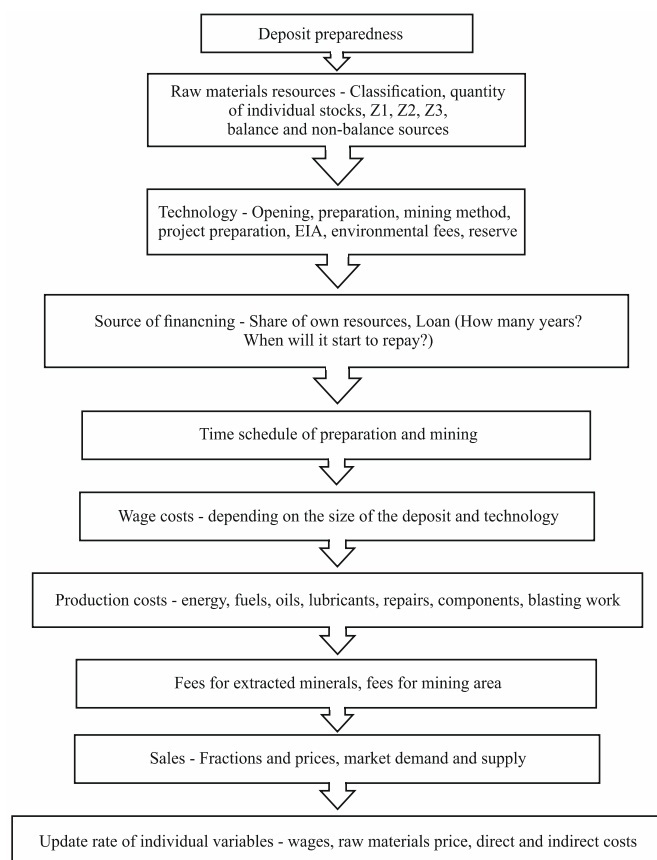 Deposit preparedness
Raw materials resources - Classification, quantity
of individual stocks, Z1, Z2, Z3,
balance and non-balance sources
Technology - Opening, preparation, mining method,
project preparation, EIA, environmental fees, reserve
Source of financning - Share of own resources, Loan (How many years?
When will it start to repay?)
Time schedule of preparation and mining
Wage costs - depending on the size of the deposit and technology
Production costs - energy, fuels, oils, lubricants, repairs, components, blasting work
Fees for extracted minerals, fees for mining area
Sales - Fractions and prices, market demand and supply
Update rate of individual variables - wages, raw materials price, direct and indirect costs